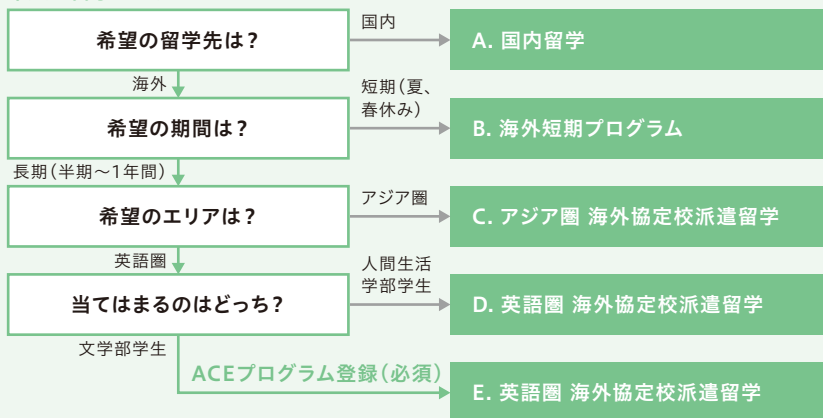 希望の留学先は？
国内
A. 国内留学
海外
短期（夏、
春休み）
希望の期間は？
B. 海外短期プログラム
長期（半期～1年間）
希望のエリアは？
アジア圏
C. アジア圏 海外協定校派遣留学
英語圏
人間生活
学部学生
当てはまるのはどっち？
D. 英語圏 海外協定校派遣留学
文学部学生
ACEプログラム登録（必須）
E. 英語圏 海外協定校派遣留学